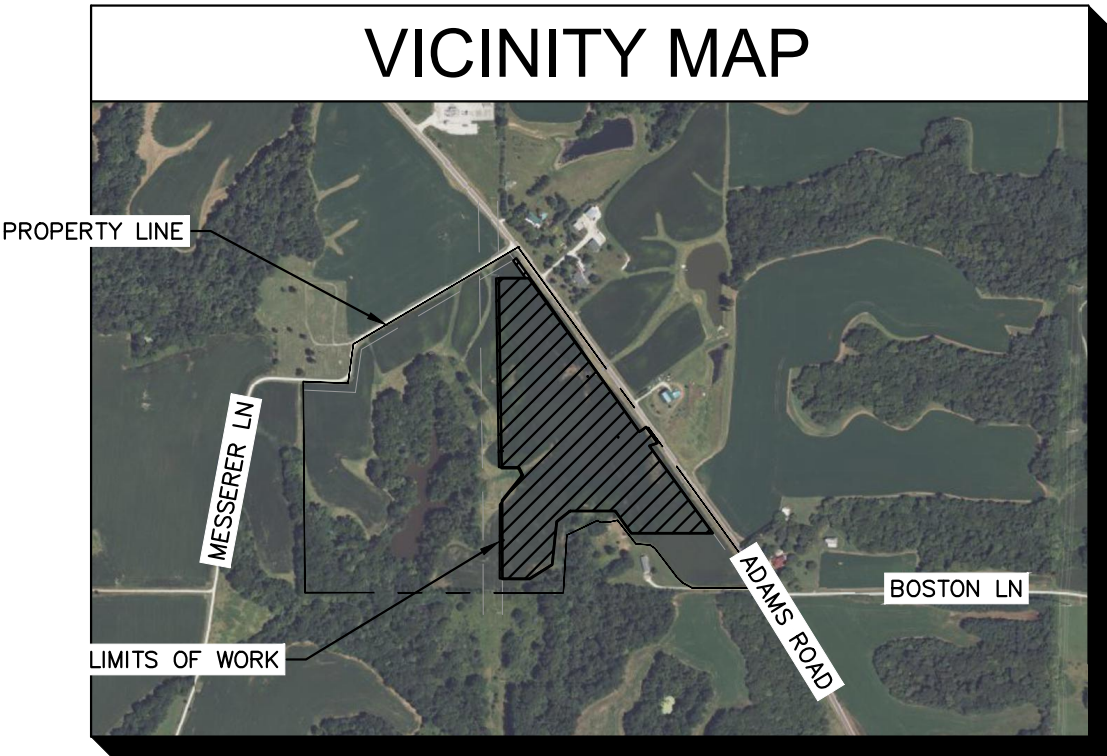 VICINITY MAP
PROPERTY LINE
MESSERER LN
ADAMS ROAD
BOSTON LN
LIMITS OF WORK